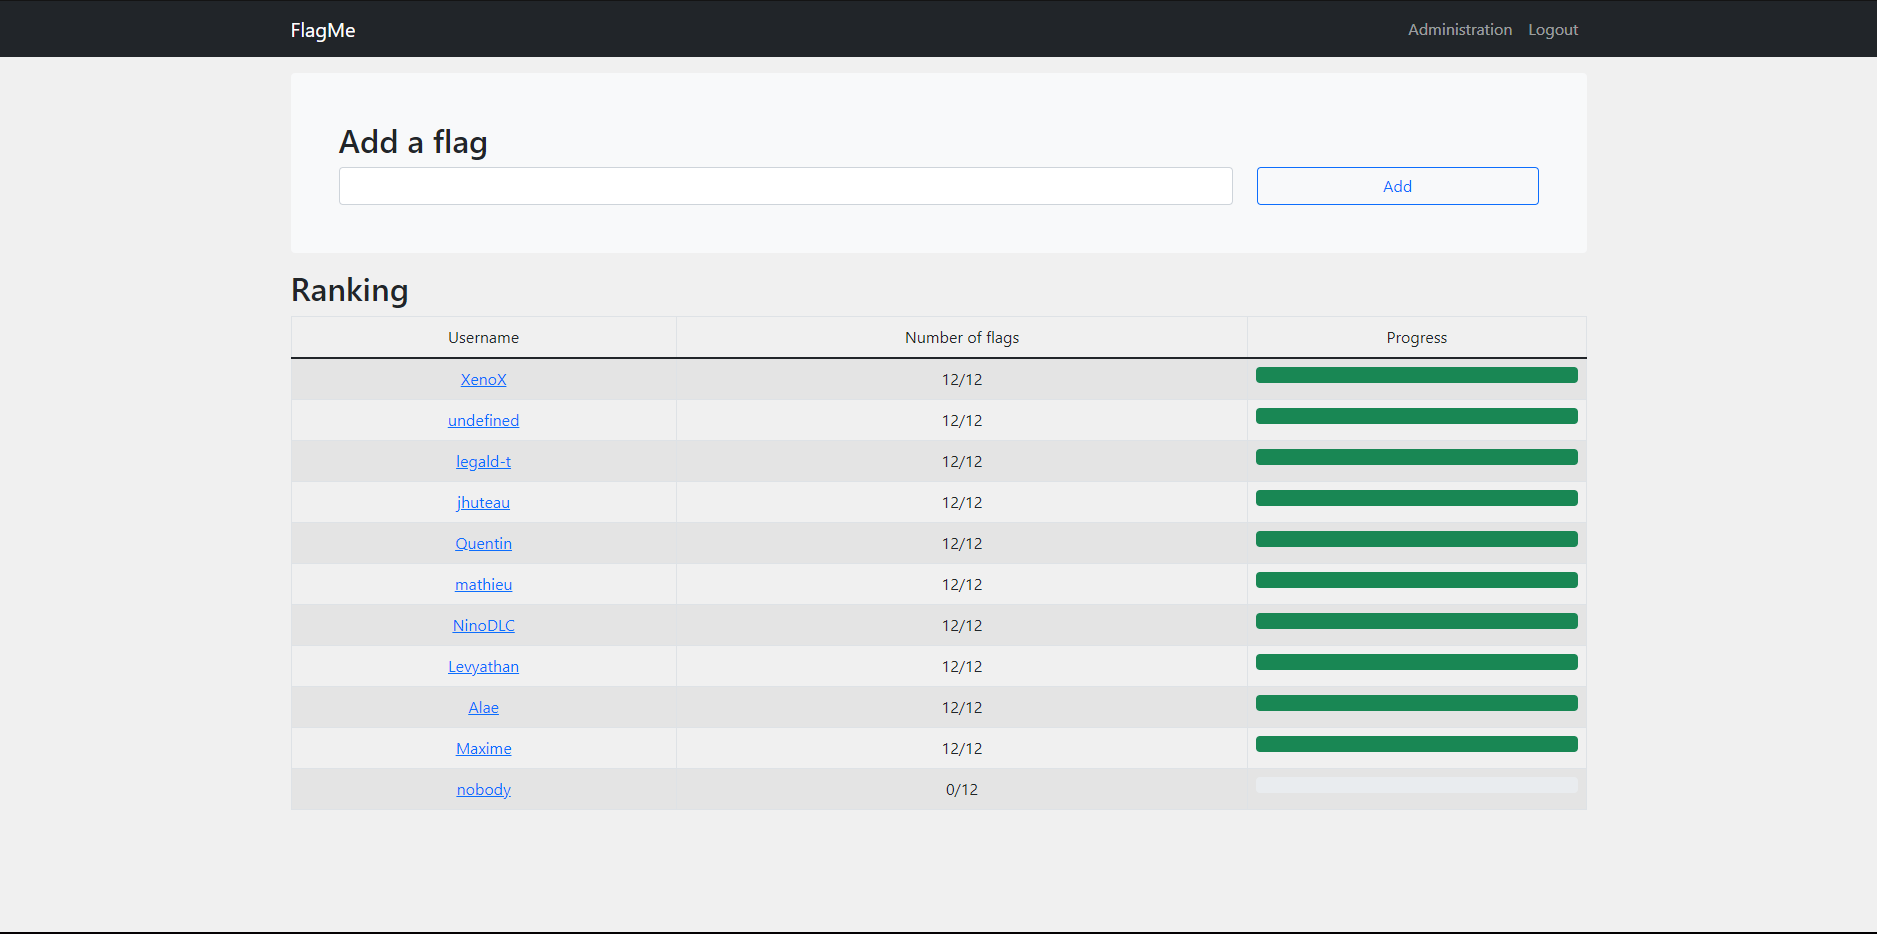 FlagMe Administration Logout
Add a flag
Add
Ranking
Username Number of flags Progress
XenoX 12/12
undefined 12/12
legald-t 12/12
jhuteau 12/12
Quentin 12/12
mathieu 12/12
NinoDLC 12/12
Levyathan 12/12
Alae 12/12
Maxime 12/12
nobody 0/12